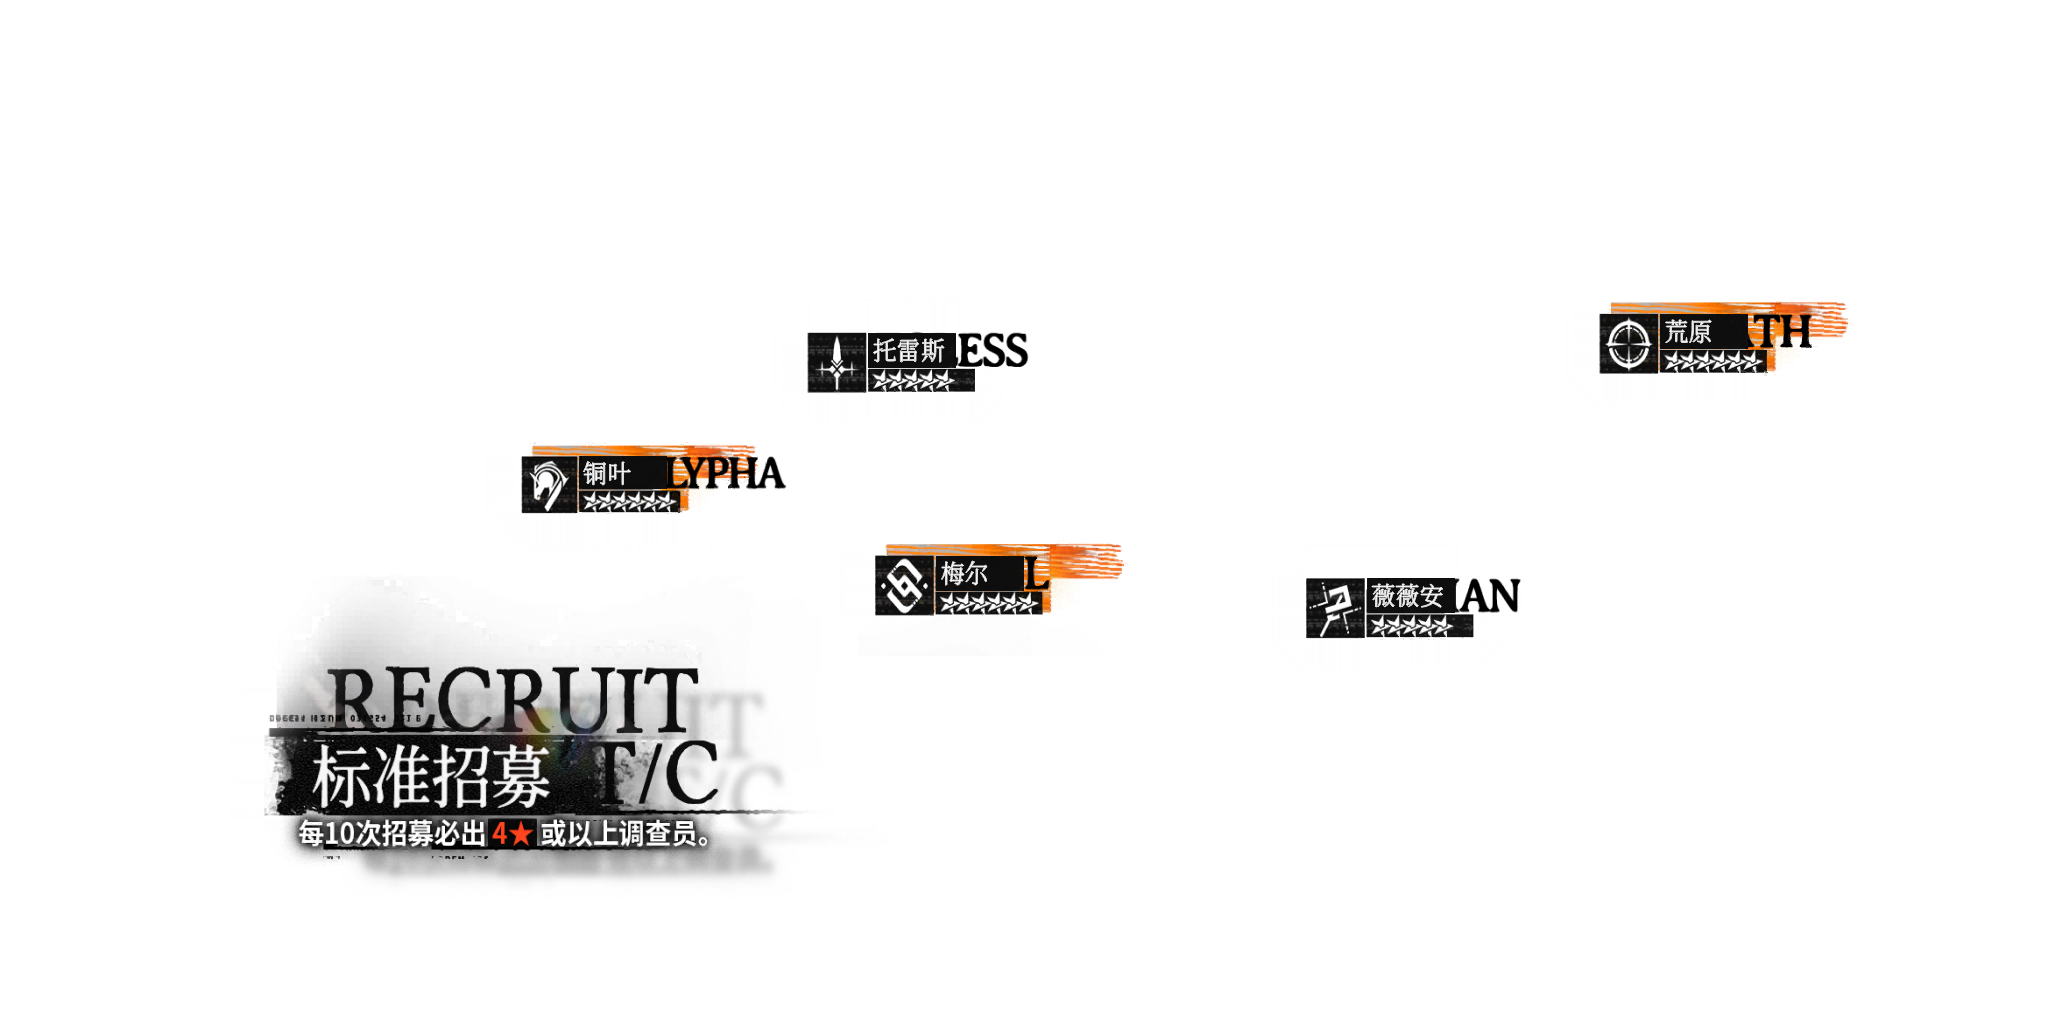 托雷斯 ESS
荒原 TH
铜叶 LYPHA
梅尔 L
薇薇安 IAN
RECRUIT
标准招募 T/C
每10次招募必出 4★ 或以上调查员。